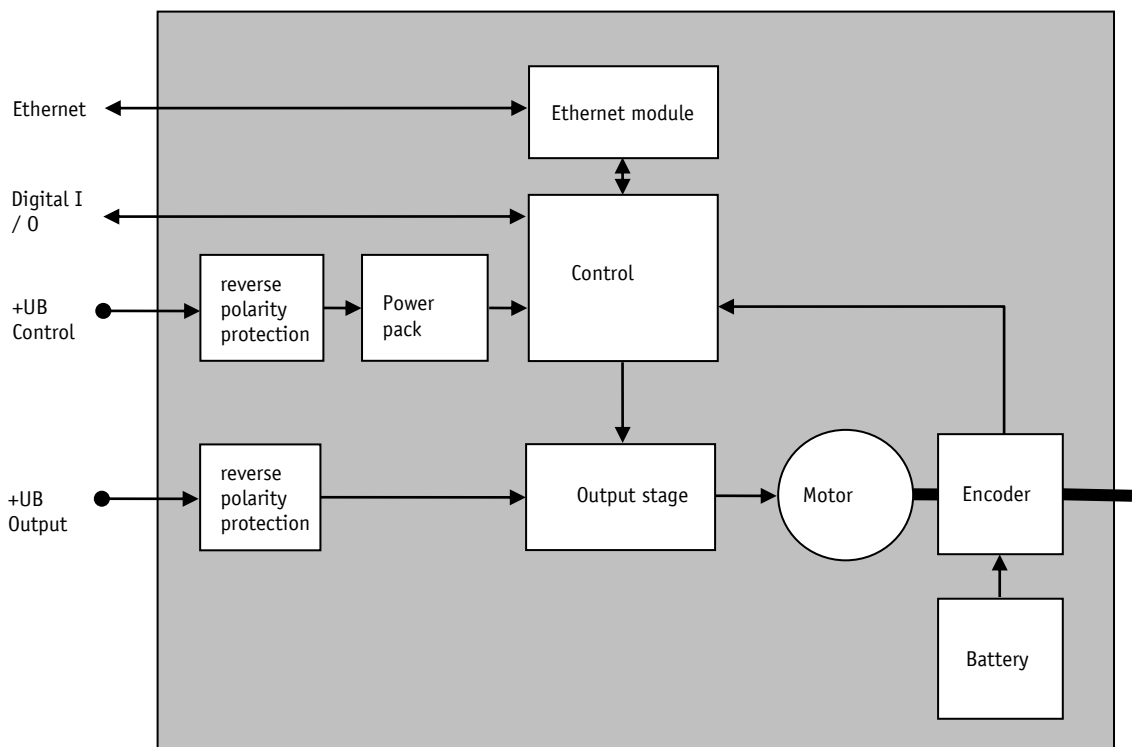 Ethernet
Ethernet module
Digital I
/ O
Control
reverse
polarity
protection
Power
pack
+UB
Control
reverse
polarity
protection
Output stage
Motor
Encoder
+UB
Output
Battery